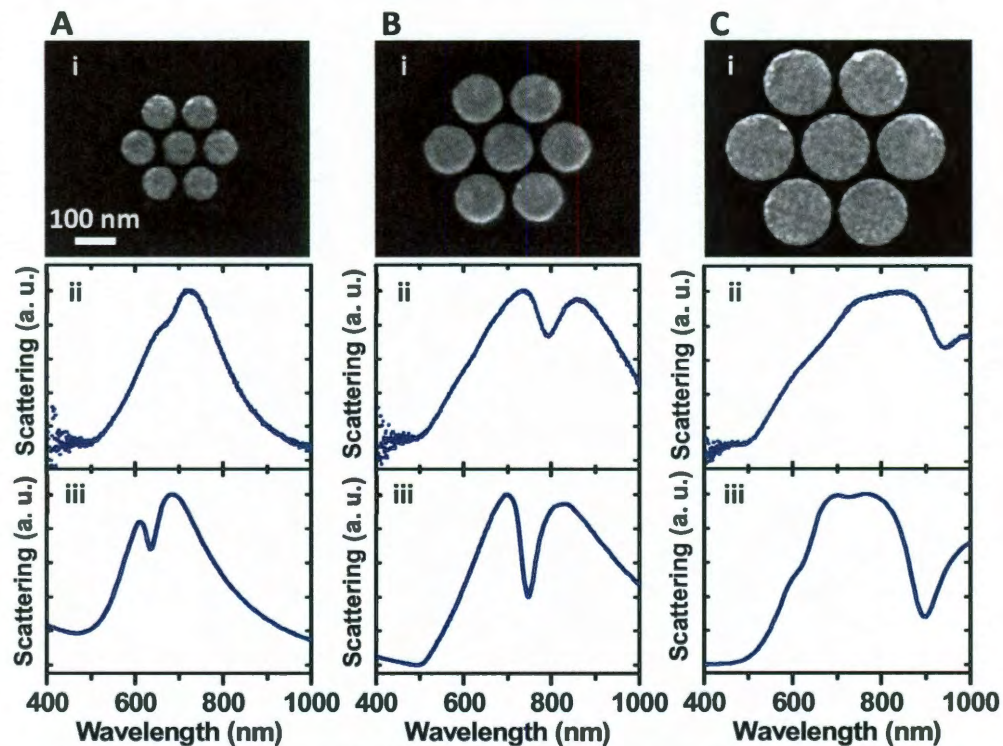 A B C
i i i
100 nm
ii ii ii
Scattering (a. u.) Scattering (a. u.) Scattering (a. u.)
iii iii iii
Scattering (a. u.) Scattering (a. u.) Scattering (a. u.)
400 600 800 1000 400 600 800 1000 400 600 800 1000
Wavelength (nm) Wavelength (nm) Wavelength (nm)